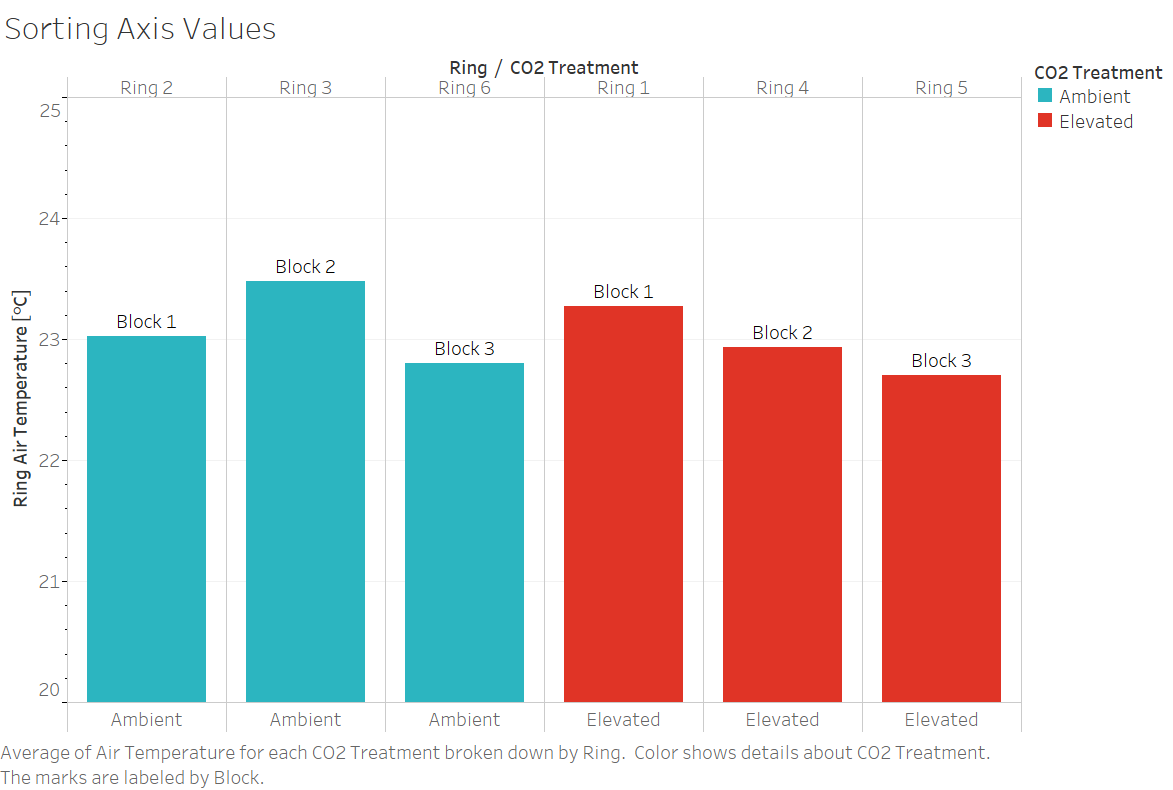 Sorting Axis Values
Ring / CO2 Treatment
Ring 2 Ring 3 Ring 6 Ring 1 Ring 4 Ring 5
CO2 Treatment
Ambient
Elevated
25
24
23
22
21
20
Ring Air Temperature [°C]
Block 1
Block 2
Block 3
Block 1
Block 2
Block 3
Ambient Ambient Ambient Elevated Elevated Elevated
Average of Air Temperature for each CO2 Treatment broken down by Ring. Color shows details about CO2 Treatment.
The marks are labeled by Block.